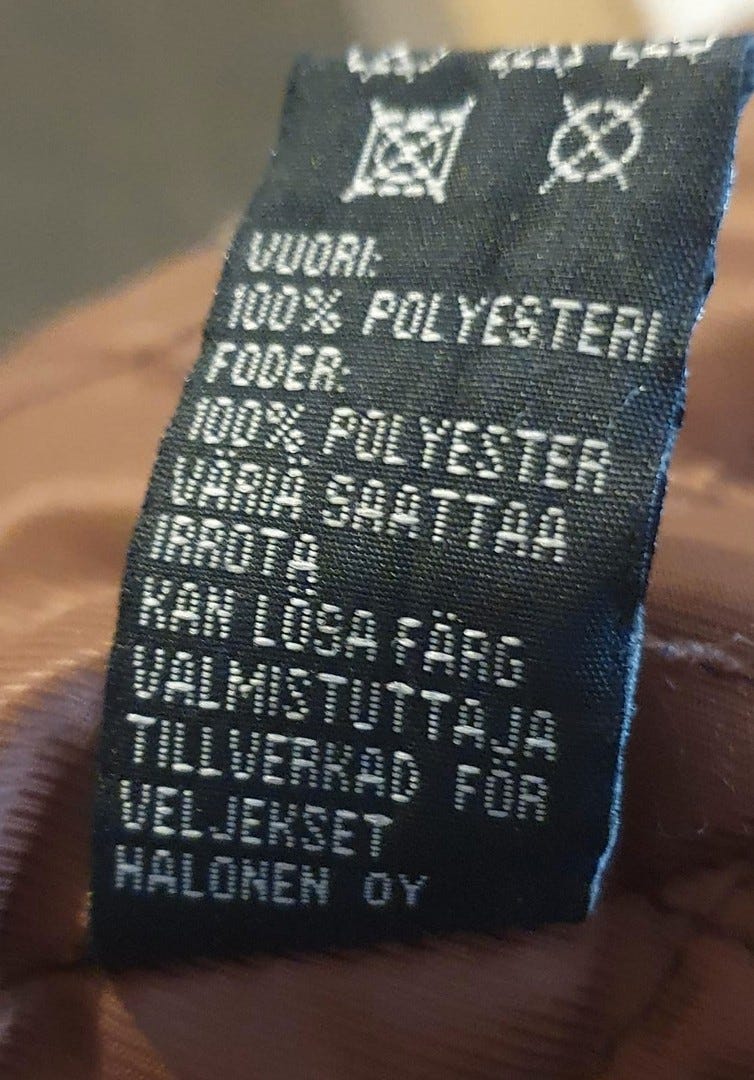 VUORI:
100% POLYESTERI
FODER:
100% POLYESTER
VÄRIÄ SAATTAA
IRROTA
KAN LÖSA FÄRG
VALMISTUTTAJA
TILLVERKAD FÖR
VELJEKSET
HALONEN OY